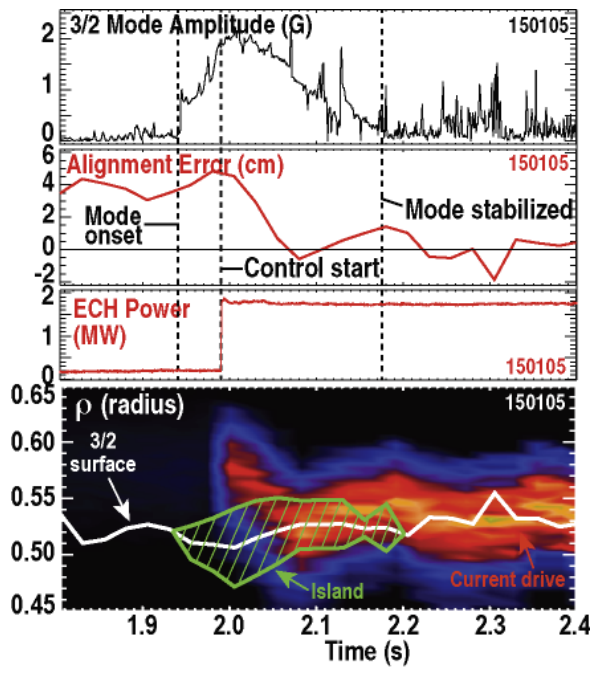 3/2 Mode Amplitude (G) 150105
2
1
0
6
Alignment Error (cm) 150105
4
2
0
-2
Mode
onset
Mode stabilized
Control start
2
ECH Power
(MW)
1
0
150105
0.65
ρ (radius) 150105
3/2
surface
0.60
0.55
0.50
0.45
Island
Current drive
1.9 2.0 2.1 2.2 2.3 2.4
Time (s)